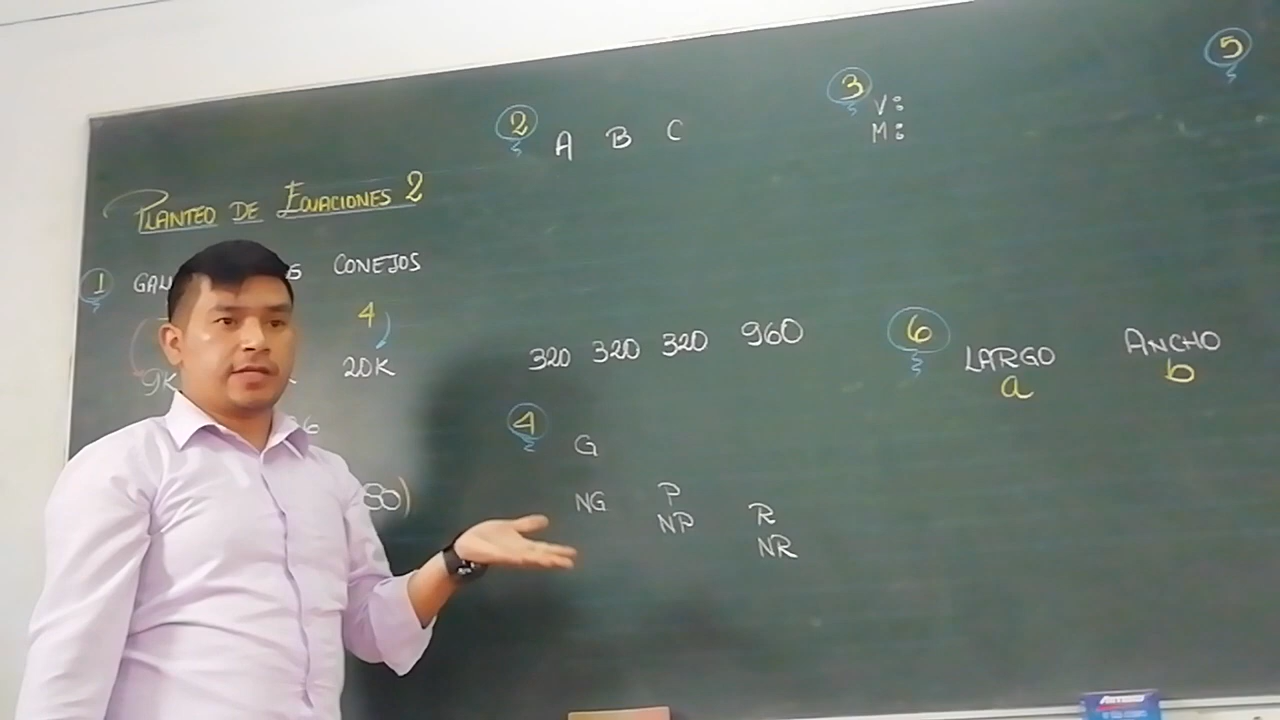 PLANTEO DE ECUACIONES 2
1 CONEJOS
4
9K 20K
2 A B C
320 320 320 960
3 V:
M:
4 G
NG P
NP R
NR
5
6 LARGO ANCHO
a b